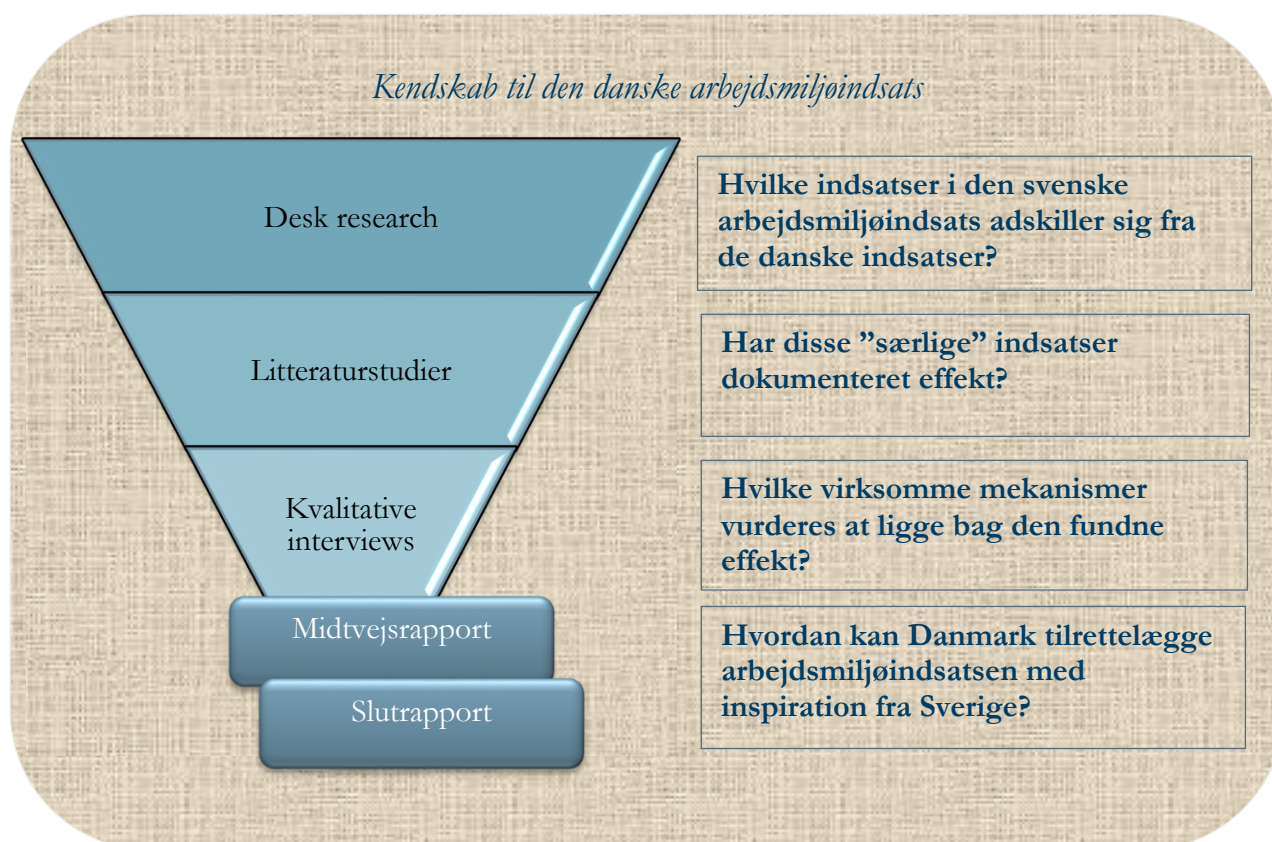 Kendskab til den danske arbejdsmiljøindsats
Desk research
Hvilke indsatser i den svenske
arbejdsmiljøindsats adskiller sig fra
de danske indsatser?
Litteraturstudier
Har disse ”særlige” indsatser
dokumenteret effekt?
Kvalitative
interviews
Hvilke virksomme mekanismer
vurderes at ligge bag den fundne
effekt?
Midtvejsrapport
Slutrapport
Hvordan kan Danmark tilrettelægge
arbejdsmiljøindsatsen med
inspiration fra Sverige?